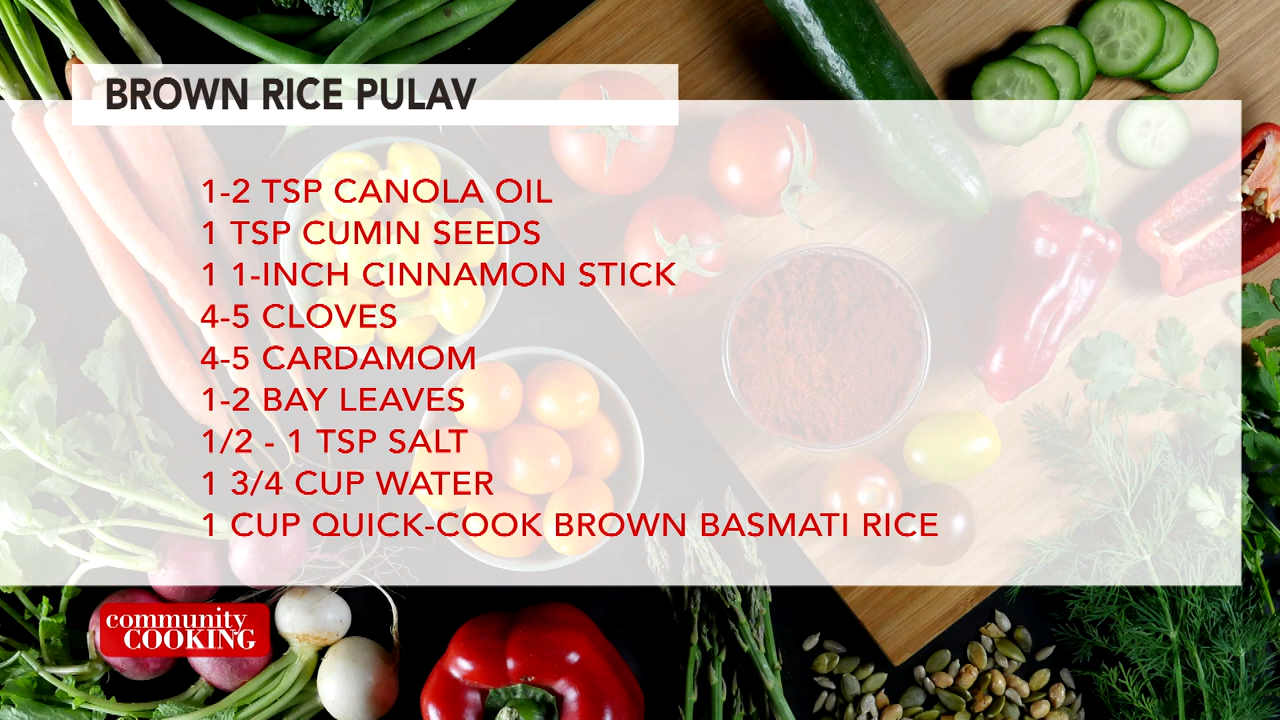 BROWN RICE PULAV
1-2 TSP CANOLA OIL
1 TSP CUMIN SEEDS
1 1-INCH CINNAMON STICK
4-5 CLOVES
4-5 CARDAMOM
1-2 BAY LEAVES
1/2 - 1 TSP SALT
1 3/4 CUP WATER
1 CUP QUICK-COOK BROWN BASMATI RICE
community
COOKING